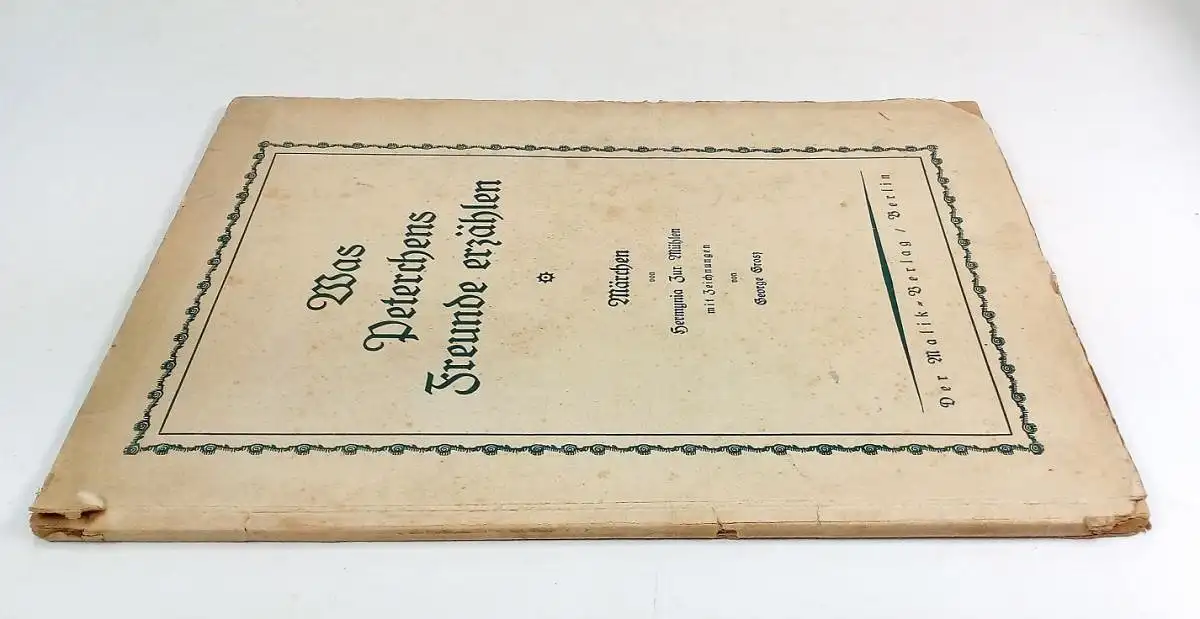 Was
Peterchens
Freunde erzählen
Märchen
von
Hermynia Zur Mühlen
mit Zeichnungen
von
George Grosz
Der Malik-Verlag / Berlin